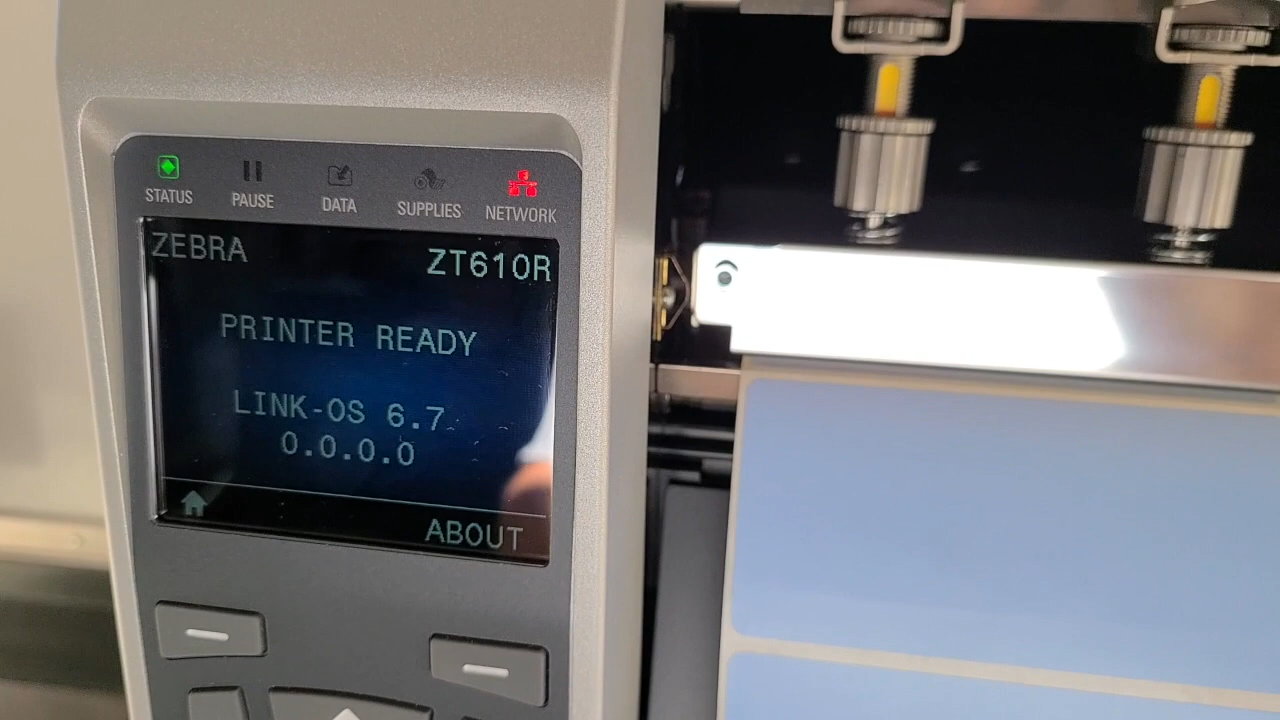 STATUS PAUSE DATA SUPPLIES NETWORK
ZEBRA ZT610R
PRINTER READY
LINK-OS 6.7
0.0.0.0
ABOUT